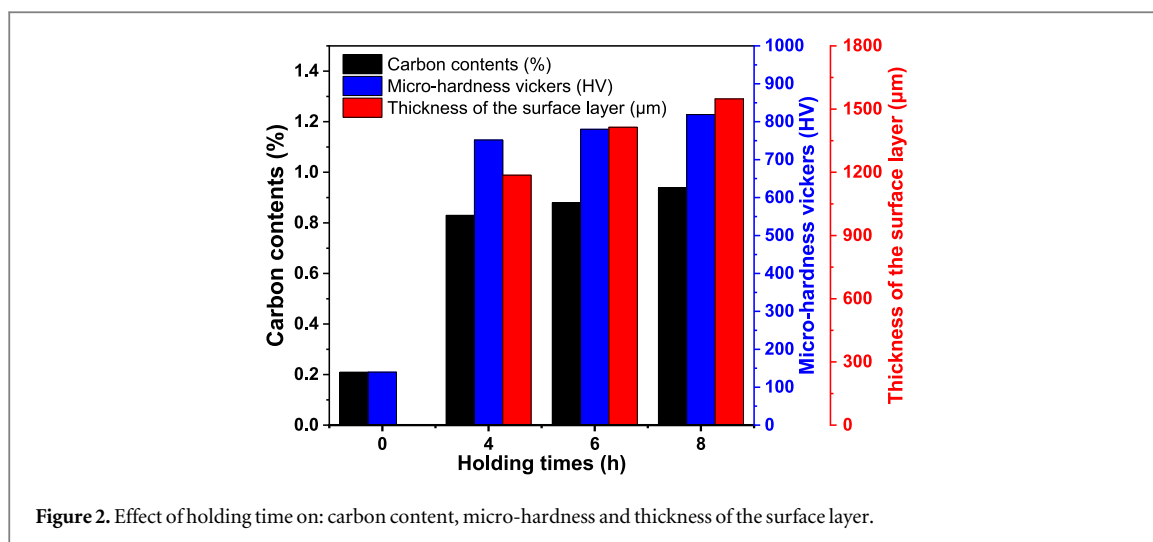 Carbon contents (%)
Micro-hardness vickers (HV)
Thickness of the surface layer (μm)
Carbon contents (%)
1.4
1.2
1.0
0.8
0.6
0.4
0.2
0.0
0 4 6 8
Holding times (h)
1000
900
800
700
600
500
400
300
200
100
0
Micro-hardness vickers (HV)
1800
1500
1200
900
600
300
0
Thickness of the surface layer (μm)
Figure 2. Effect of holding time on: carbon content, micro-hardness and thickness of the surface layer.